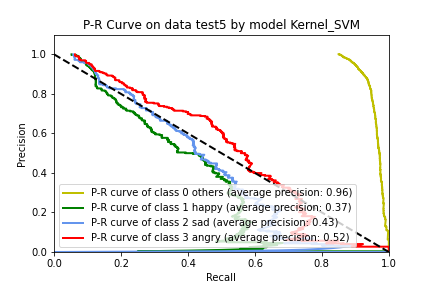 P-R Curve on data test5 by model Kernel_SVM
Precision
1.0
0.8
0.6
0.4
0.2
0.0
P-R curve of class 0 others (average precision: 0.96)
P-R curve of class 1 happy (average precision: 0.37)
P-R curve of class 2 sad (average precision: 0.43)
P-R curve of class 3 angry (average precision: 0.52)
0.0 0.2 0.4 0.6 0.8 1.0
Recall